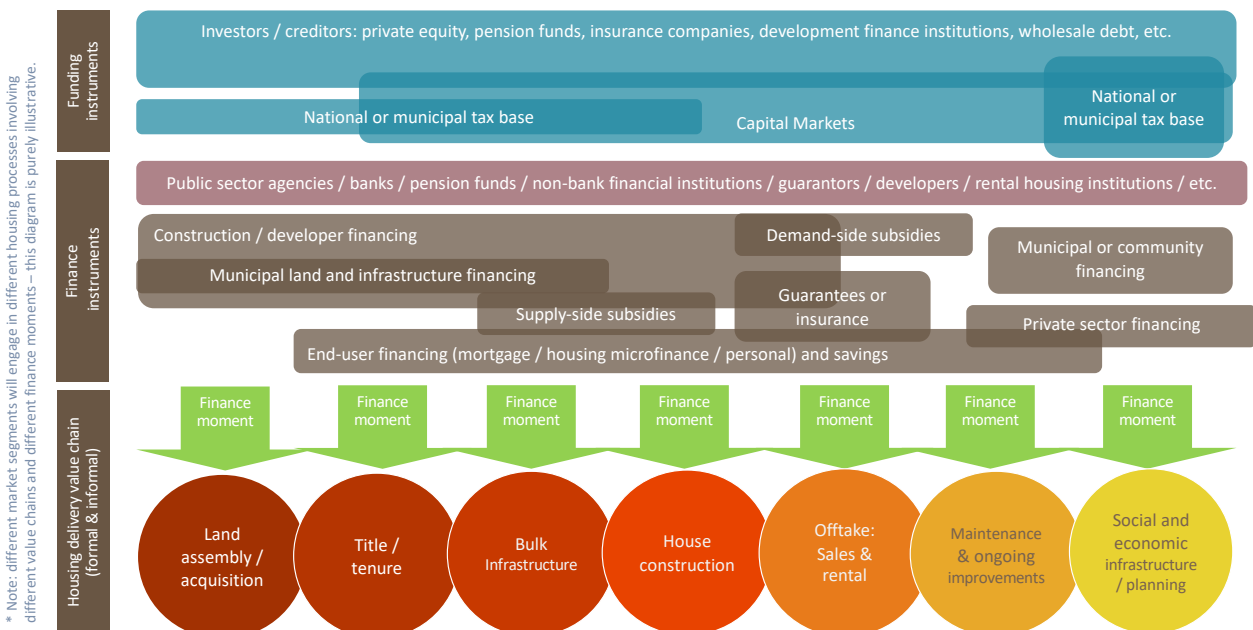 * Note: different market segments will engage in different housing processes involving
different value chains and different finance moments – this diagram is purely illustrative.
Funding
instruments
Investors / creditors: private equity, pension funds, insurance companies, development finance institutions, wholesale debt, etc.
National or municipal tax base
Capital Markets
National or
municipal tax base
Finance
instruments
Public sector agencies / banks / pension funds / non-bank financial institutions / guarantors / developers / rental housing institutions / etc.
Construction / developer financing
Demand-side subsidies
Municipal or community
financing
Municipal land and infrastructure financing
Guarantees or
insurance
Supply-side subsidies
Private sector financing
End-user financing (mortgage / housing microfinance / personal) and savings
Housing delivery value chain
(formal & informal)
Finance
moment
Finance
moment
Finance
moment
Finance
moment
Finance
moment
Finance
moment
Finance
moment
Land
assembly /
acquisition
Title /
tenure
Bulk
Infrastructure
House
construction
Offtake:
Sales &
rental
Maintenance
& ongoing
improvements
Social and
economic
infrastructure
/ planning